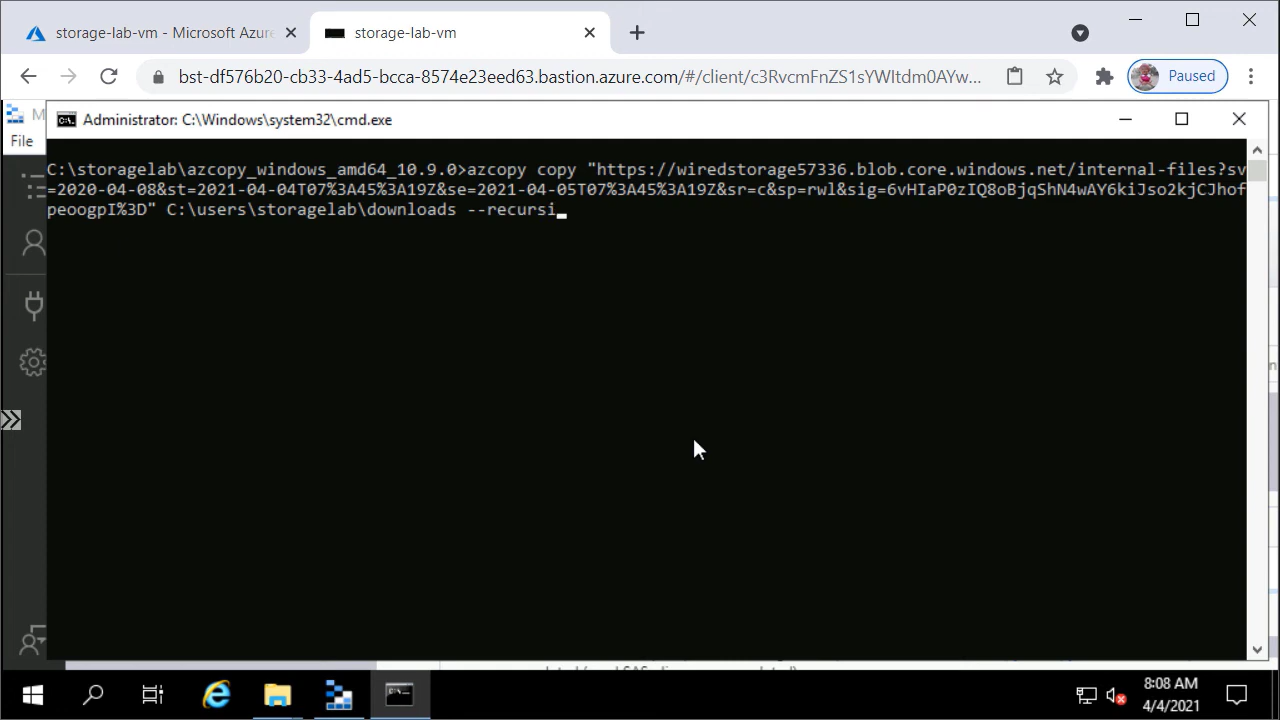 storage-lab-vm - Microsoft Azure
storage-lab-vm
bst-df576b20-cb33-4ad5-bcca-8574e23eed63.bastion.azure.com/#/client/c3RvcmFnZS1sYWItdm0AYw...
Paused
M
Administrator: C:\Windows\system32\cmd.exe
File
C:\storagelab\azcopy_windows_amd64_10.9.0>azcopy copy "https://wiredstorage57336.blob.core.windows.net/internal-files?sv
=2020-04-08&st=2021-04-04T07%3A45%3A19Z&se=2021-04-05T07%3A45%3A19Z&sr=c&sp=rwl&sig=6vHIaP0zIQ8oBjqShN4wAY6kiJso2kjCJhof
peoogpI%3D" C:\users\storagelab\downloads --recursi
8:08 AM
4/4/2021